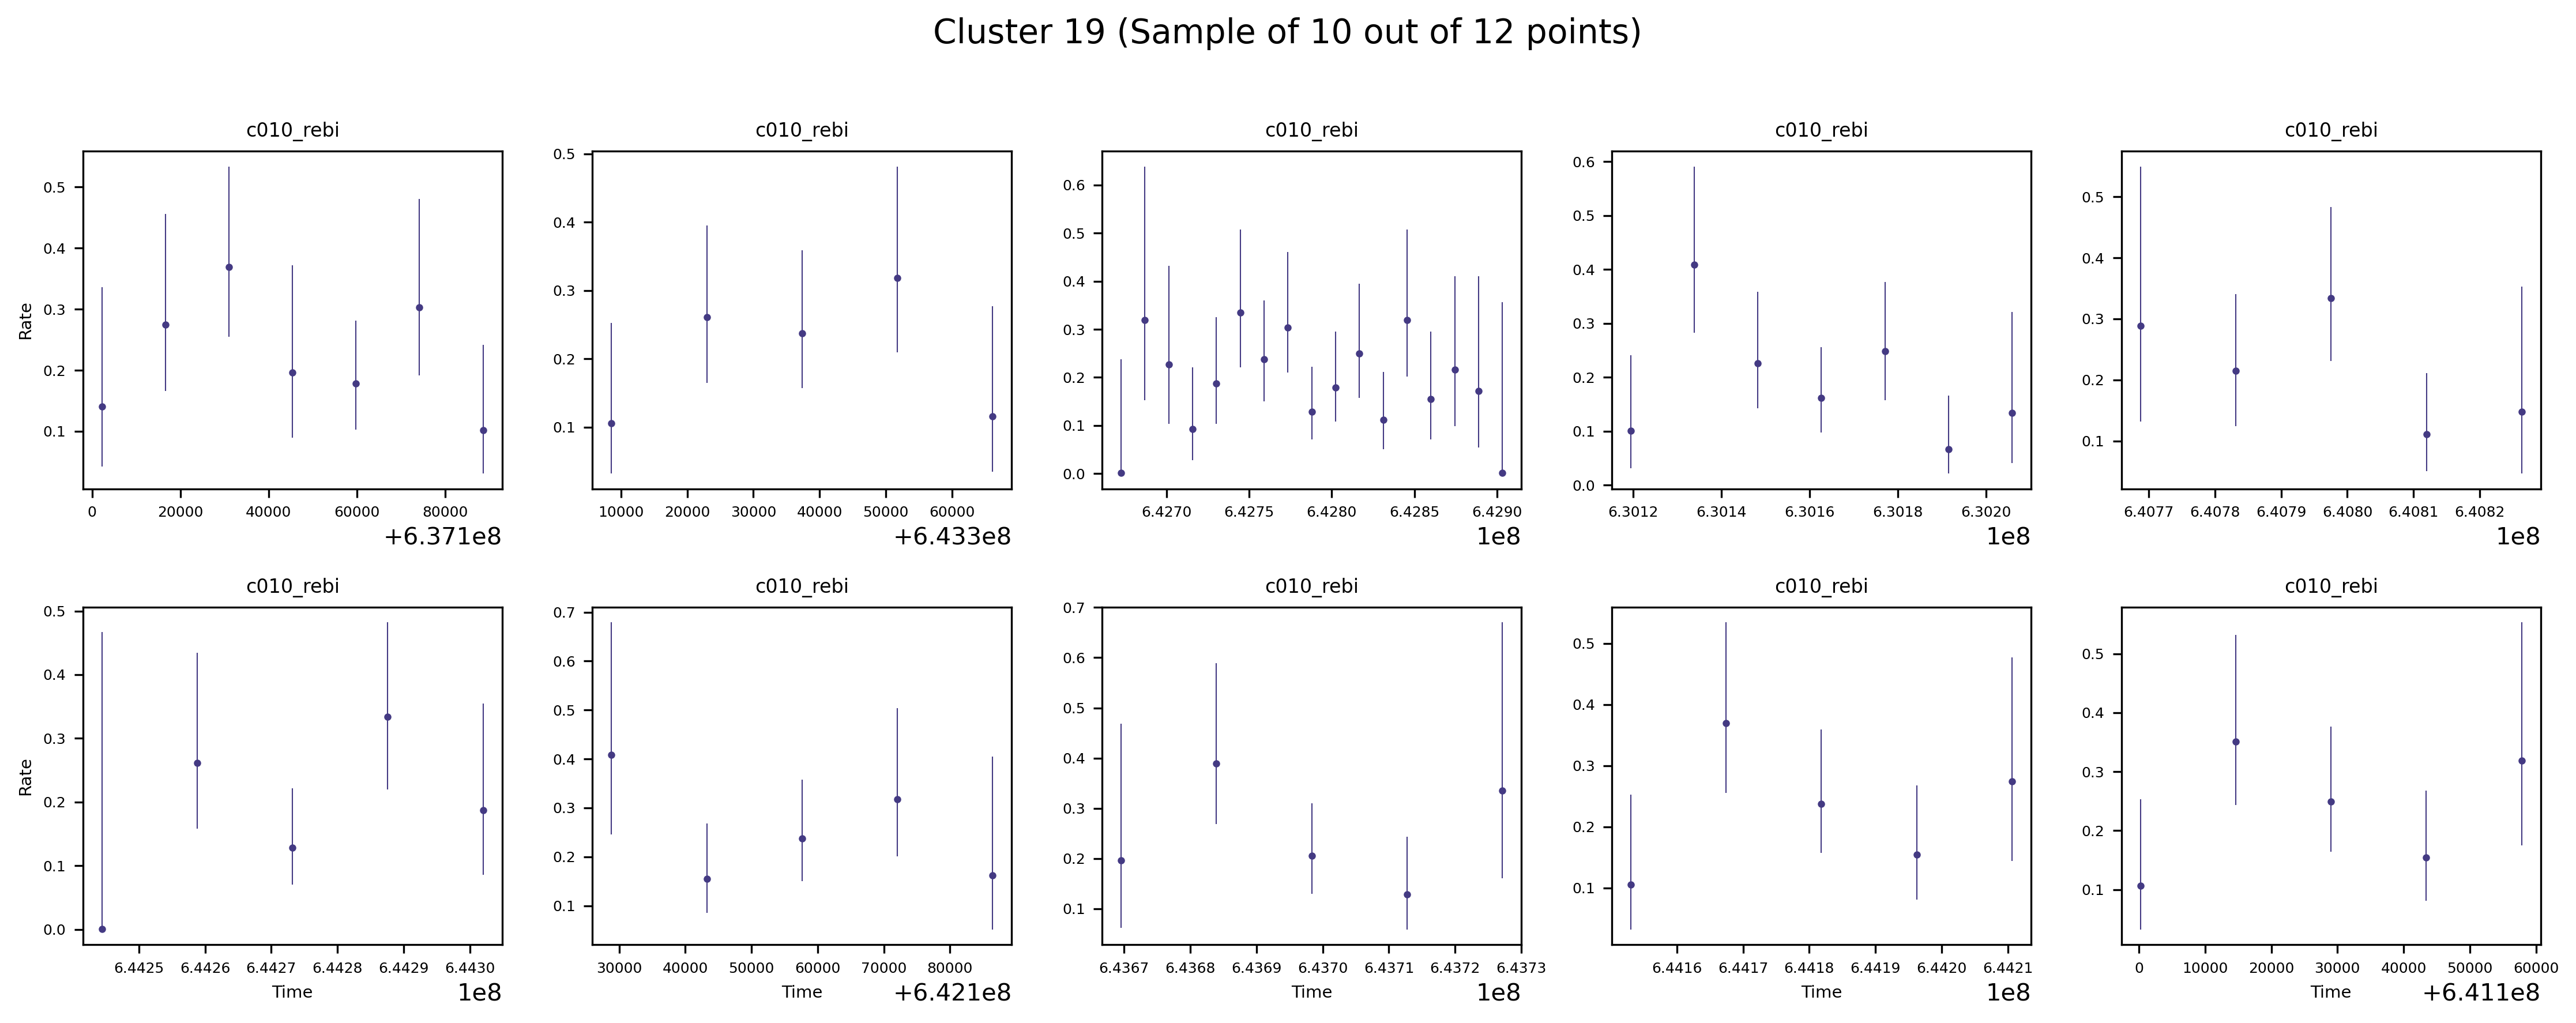 Cluster 19 (Sample of 10 out of 12 points)
c010_rebi c010_rebi c010_rebi c010_rebi c010_rebi
Rate
0.5 0.4 0.3 0.2 0.1
0 20000 40000 60000 80000
+6.371e8
0.5 0.4 0.3 0.2 0.1
10000 20000 30000 40000 50000 60000
+6.433e8
0.6 0.5 0.4 0.3 0.2 0.1 0.0
6.4270 6.4275 6.4280 6.4285 6.4290
1e8
0.6 0.5 0.4 0.3 0.2 0.1 0.0
6.3012 6.3014 6.3016 6.3018 6.3020
1e8
0.5 0.4 0.3 0.2 0.1
6.4077 6.4078 6.4079 6.4080 6.4081 6.4082
1e8
c010_rebi c010_rebi c010_rebi c010_rebi c010_rebi
Rate
0.5 0.4 0.3 0.2 0.1 0.0
6.4425 6.4426 6.4427 6.4428 6.4429 6.4430
Time 1e8
0.7 0.6 0.5 0.4 0.3 0.2 0.1
30000 40000 50000 60000 70000 80000
Time +6.421e8
0.7 0.6 0.5 0.4 0.3 0.2 0.1
6.4367 6.4368 6.4369 6.4370 6.4371 6.4372 6.4373
Time 1e8
0.5 0.4 0.3 0.2 0.1
6.4416 6.4417 6.4418 6.4419 6.4420 6.4421
Time 1e8
0.5 0.4 0.3 0.2 0.1
0 10000 20000 30000 40000 50000 60000
Time +6.411e8